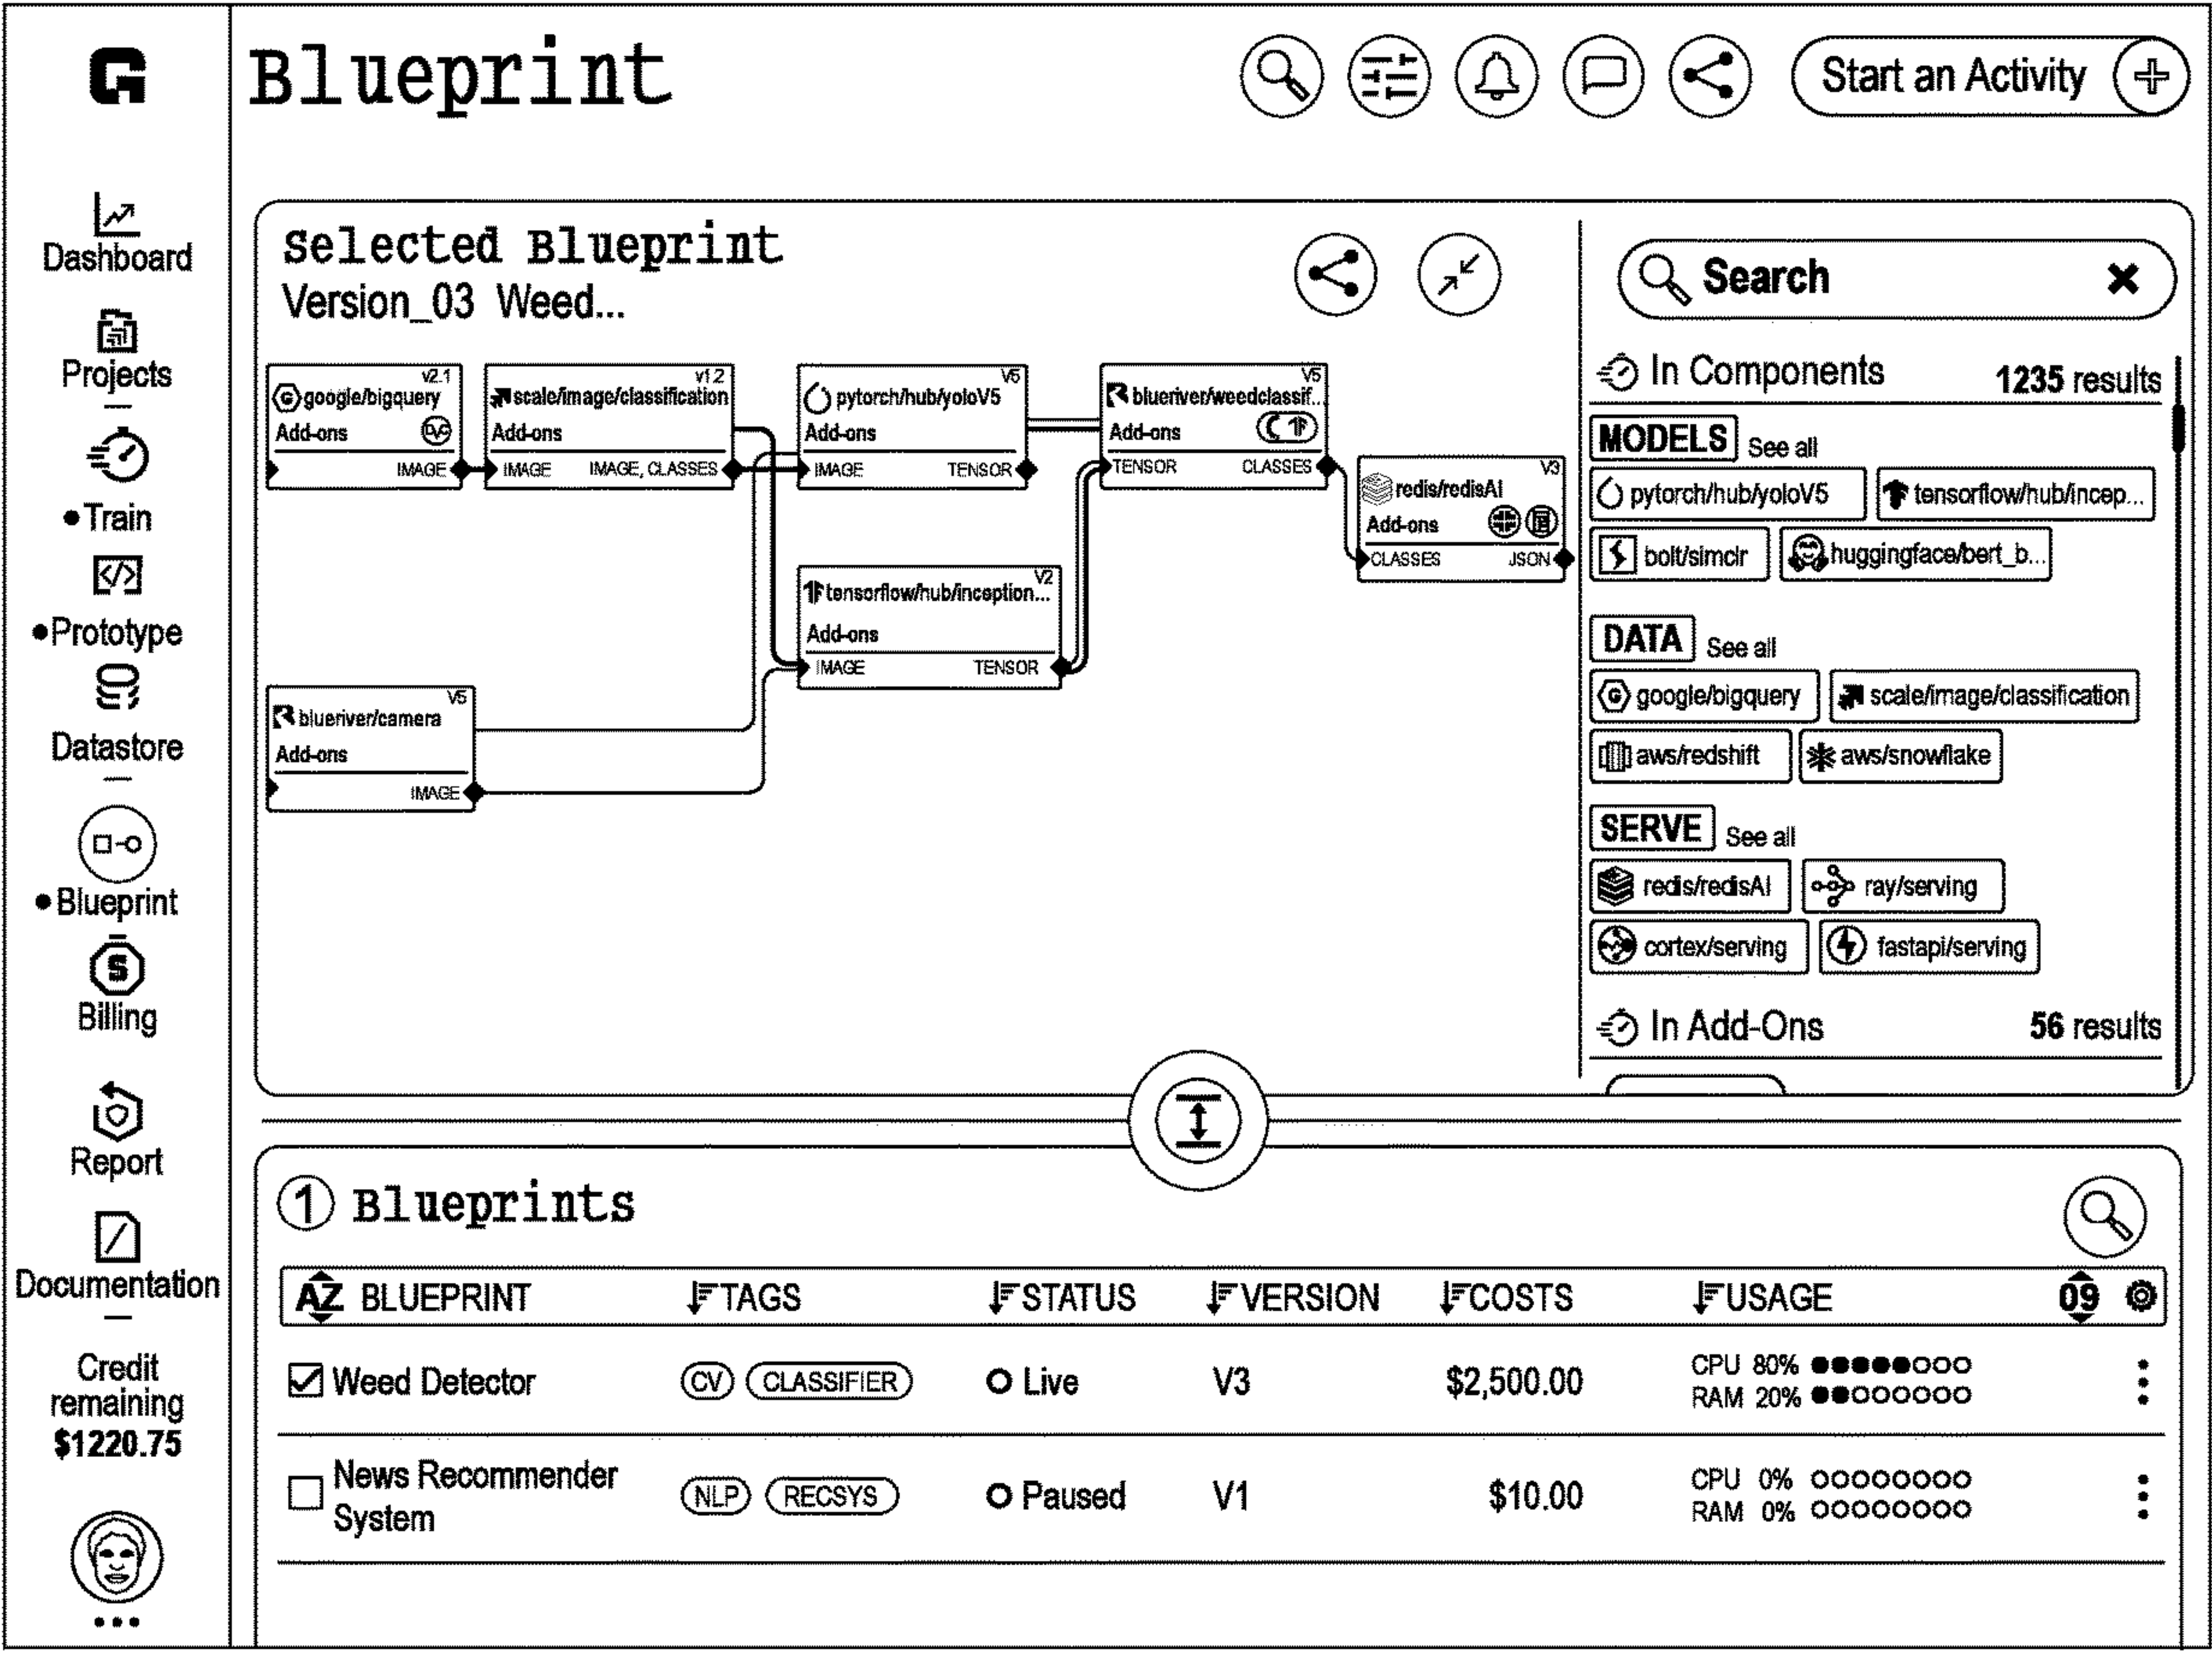 Blueprint
Start an Activity
Dashboard
Projects
Train
Prototype
Datastore
Blueprint
Billing
Report
Documentation
Credit
remaining
$1220.75
Selected Blueprint
Version_03 Weed...
v2.1
google/bigquery
Add-ons
IMAGE
v1.2
scale/image/classification
Add-ons
IMAGE IMAGE, CLASSES
V5
pytorch/hub/yoloV5
Add-ons
IMAGE TENSOR
V5
blueriver/weedclassif...
Add-ons
TENSOR CLASSES
V3
redis/redisAI
Add-ons
CLASSES JSON
V2
tensorflow/hub/inception...
Add-ons
IMAGE TENSOR
V5
blueriver/camera
Add-ons
IMAGE
Search
In Components 1235 results
MODELS See all
pytorch/hub/yoloV5 tensorflow/hub/incep...
bolt/simclr huggingface/bert_b...
DATA See all
google/bigquery scale/image/classification
aws/redshift aws/snowflake
SERVE See all
redis/redisAI ray/serving
cortex/serving fastapi/serving
In Add-Ons 56 results
1 Blueprints
AZ BLUEPRINT TAGS STATUS VERSION COSTS USAGE 09
Weed Detector CV CLASSIFIER Live V3 $2,500.00 CPU 80%
RAM 20%
News Recommender
System NLP RECSYS Paused V1 $10.00 CPU 0%
RAM 0%